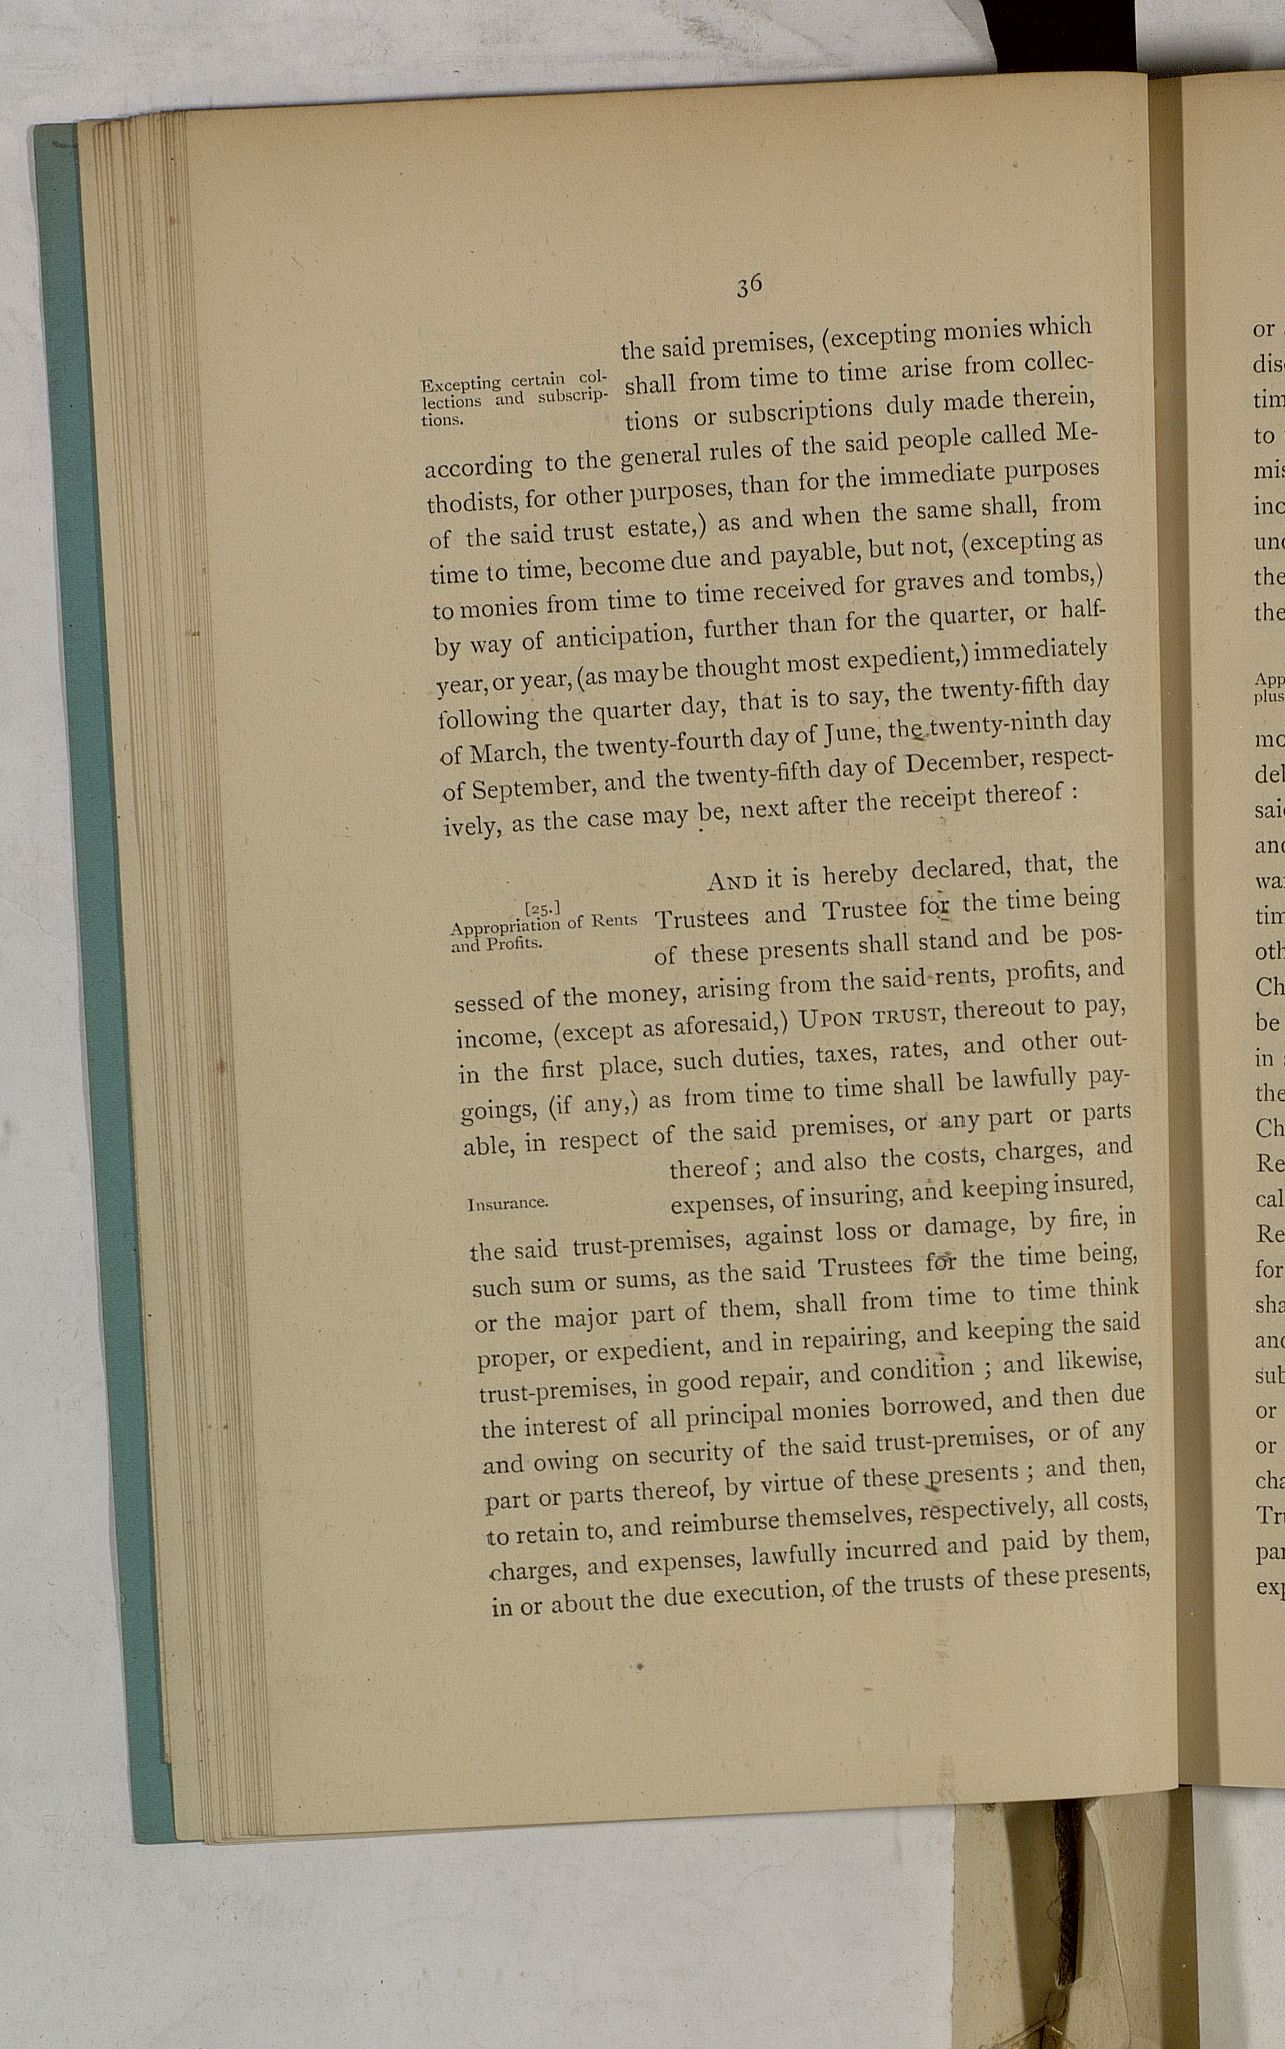 36
the said premises, (excepting monies which
Excepting certain col-
lections and subscrip-
tions.
shall from time to time arise from collec-
tions or subscriptions duly made therein,
according to the general rules of the said people called Me-
thodists, for other purposes, than for the immediate purposes
of the said trust estate,) as and when the same shall, from
time to time, become due and payable, but not, (excepting as
to monies from time to time received for graves and tombs,)
by way of anticipation, further than for the quarter, or half-
year, or year, (as may be thought most expedient,) immediately
following the quarter day, that is to say, the twenty-fifth day
of March, the twenty-fourth day of June, the twenty-ninth day
of September, and the twenty-fifth day of December, respect-
ively, as the case may be, next after the receipt thereof :
AND it is hereby declared, that, the
[25.]
Appropriation of Rents
and Profits.
Trustees and Trustee for the time being
of these presents shall stand and be pos-
sessed of the money, arising from the said rents, profits, and
income, (except as aforesaid,) UPON TRUST, thereout to pay,
in the first place, such duties, taxes, rates, and other out-
goings, (if any,) as from time to time shall be lawfully pay-
able, in respect of the said premises, or any part or parts
thereof ; and also the costs, charges, and
Insurance.
expenses, of insuring, and keeping insured,
the said trust-premises, against loss or damage, by fire, in
such sum or sums, as the said Trustees for the time being,
or the major part of them, shall from time to time think
proper, or expedient, and in repairing, and keeping the said
trust-premises, in good repair, and condition ; and likewise,
the interest of all principal monies borrowed, and then due
and owing on security of the said trust-premises, or of any
part or parts thereof, by virtue of these presents ; and then,
to retain to, and reimburse themselves, respectively, all costs,
charges, and expenses, lawfully incurred and paid by them,
in or about the due execution, of the trusts of these presents,
or
to
the
the
be
in
the
for
or
or